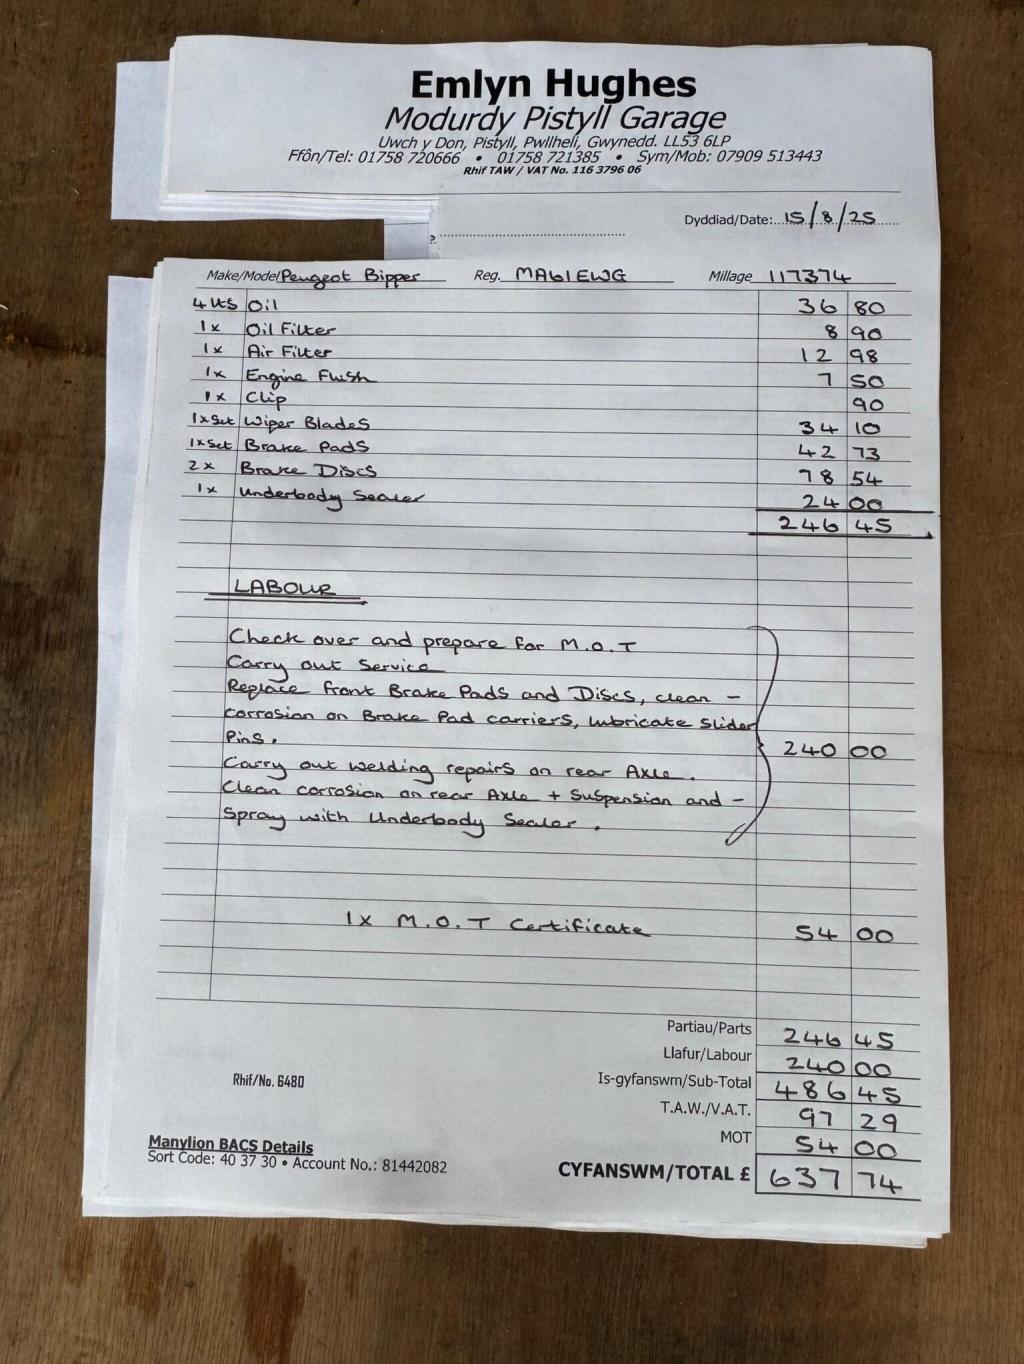 Emlyn Hughes
Modurdy Pistyll Garage
Uwch y Don, Pistyll, Pwllheli, Gwynedd. LL53 6LP
Ffôn/Tel: 01758 720666 • 01758 721385 • Sym/Mob: 07909 513443
Rhif TAW / VAT No. 116 3796 06
Dyddiad/Date: 15/8/25
Make/Model Peugeot Bipper Reg. MA61EWG Millage 117374
4 Lts Oil 36 80
1x Oil Filter 8 90
1x Air Filter 12 98
1x Engine Flush 7 50
1x Clip 90
1xSet Wiper Blades 34 10
1xSet Brake Pads 42 73
2x Brake Discs 78 54
1x Underbody Sealer 24 00
246 45
LABOUR
Check over and prepare for M.O.T
Carry out Service
Replace front Brake Pads and Discs, clean -
corrosion on Brake Pad carriers, lubricate slider
Pins. 240 00
Carry out welding repairs on rear Axle.
Clean corrosion on rear Axle + Suspension and -
spray with Underbody Sealer.
1x M.O.T Certificate 54 00
Partiau/Parts 246 45
Llafur/Labour 240 00
Is-gyfanswm/Sub-Total 486 45
Rhif/No. 6480
T.A.W./V.A.T. 97 29
MOT 54 00
Manylion BACS Details
Sort Code: 40 37 30 • Account No.: 81442082
CYFANSWM/TOTAL £ 637 74